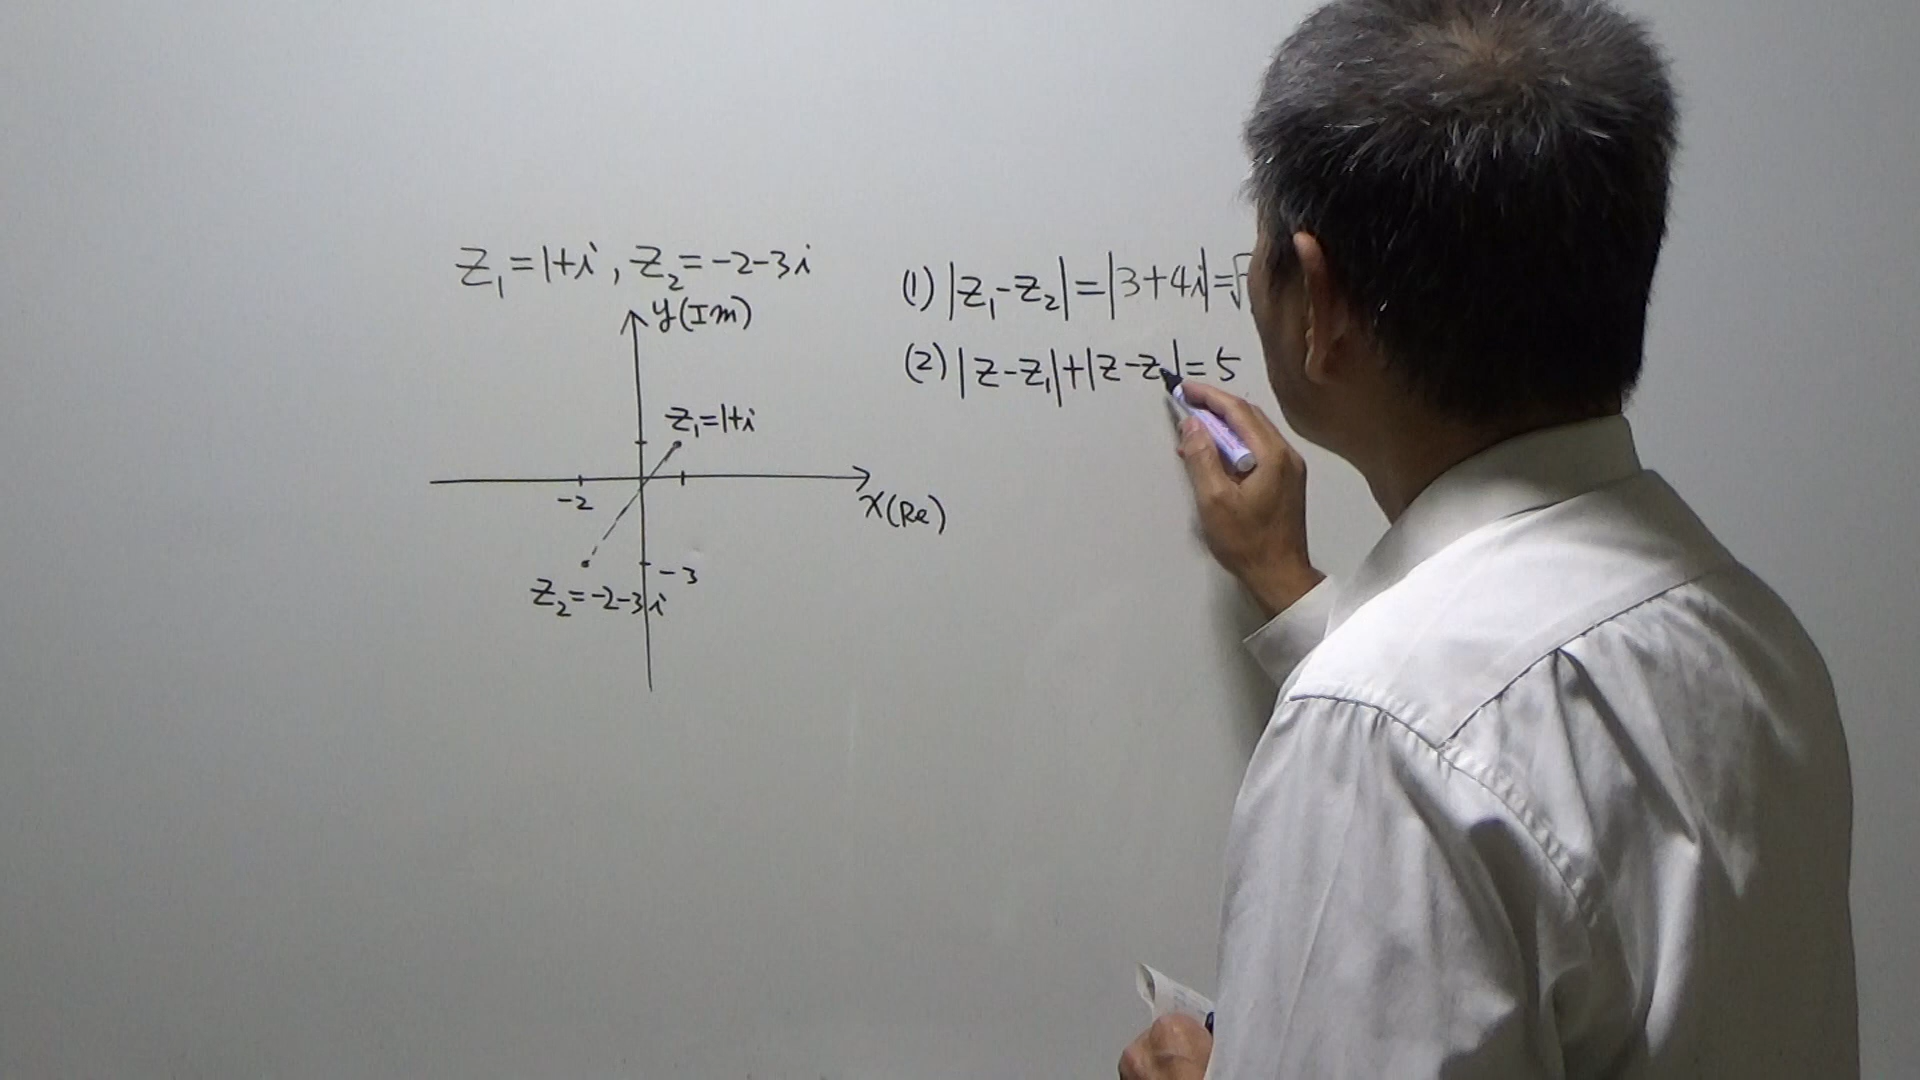 z₁=1+i, z₂=-2-3i
y(Im)
z₁=1+i
-2
x(Re)
-3
z₂=-2-3i
(1) |z₁-z₂|=|3+4i|=√
(2) |z-z₁|+|z-z|=5